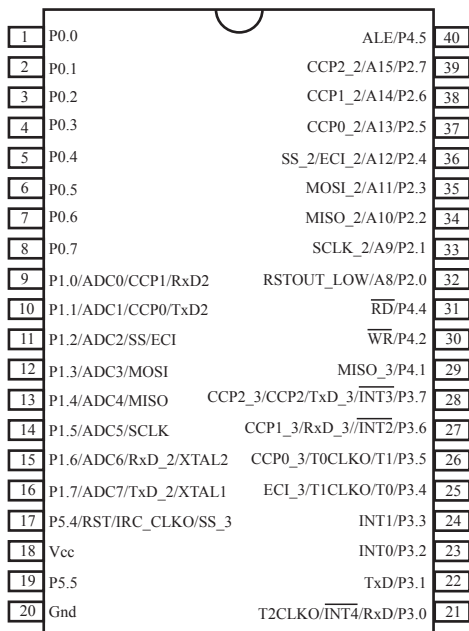 1 P0.0 ALE/P4.5 40
2 P0.1 CCP2_2/A15/P2.7 39
3 P0.2 CCP1_2/A14/P2.6 38
4 P0.3 CCP0_2/A13/P2.5 37
5 P0.4 SS_2/ECI_2/A12/P2.4 36
6 P0.5 MOSI_2/A11/P2.3 35
7 P0.6 MISO_2/A10/P2.2 34
8 P0.7 SCLK_2/A9/P2.1 33
9 P1.0/ADC0/CCP1/RxD2 RSTOUT_LOW/A8/P2.0 32
10 P1.1/ADC1/CCP0/TxD2 RD/P4.4 31
11 P1.2/ADC2/SS/ECI WR/P4.2 30
12 P1.3/ADC3/MOSI MISO_3/P4.1 29
13 P1.4/ADC4/MISO CCP2_3/CCP2/TxD_3/INT3/P3.7 28
14 P1.5/ADC5/SCLK CCP1_3/RxD_3//INT2/P3.6 27
15 P1.6/ADC6/RxD_2/XTAL2 CCP0_3/T0CLKO/T1/P3.5 26
16 P1.7/ADC7/TxD_2/XTAL1 ECI_3/T1CLKO/T0/P3.4 25
17 P5.4/RST/IRC_CLKO/SS_3 INT1/P3.3 24
18 Vcc INT0/P3.2 23
19 P5.5 TxD/P3.1 22
20 Gnd T2CLKO/INT4/RxD/P3.0 21